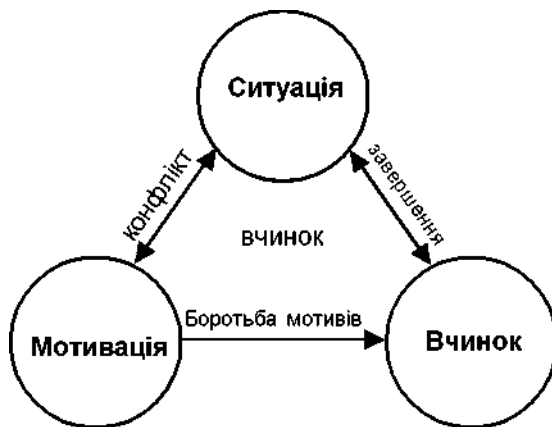 Ситуація
конфлікт
завершення
вчинок
Боротьба мотивів
Мотивація
Вчинок